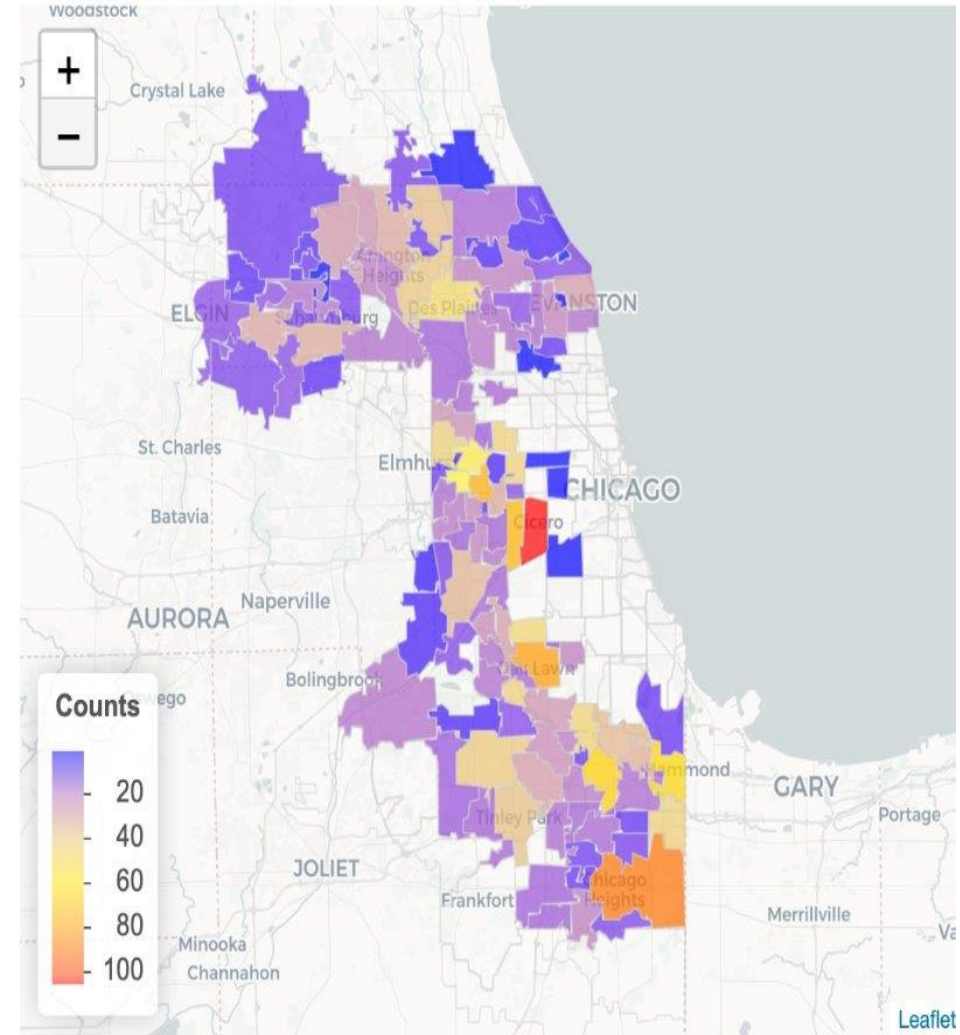 Woodstock
+
Crystal Lake
−
Arlington
Heights
Des Plaines
EVANSTON
ELGIN
Schaumburg
St. Charles
Elmhurst
CHICAGO
Batavia
Cicero
Naperville
AURORA
Oak Lawn
Bolingbrook
Counts
Oswego
20
40
60
80
100
Hammond
GARY
Portage
Tinley Park
JOLIET
Chicago
Heights
Frankfort
Merrillville
Va
Minooka
Channahon
Leaflet